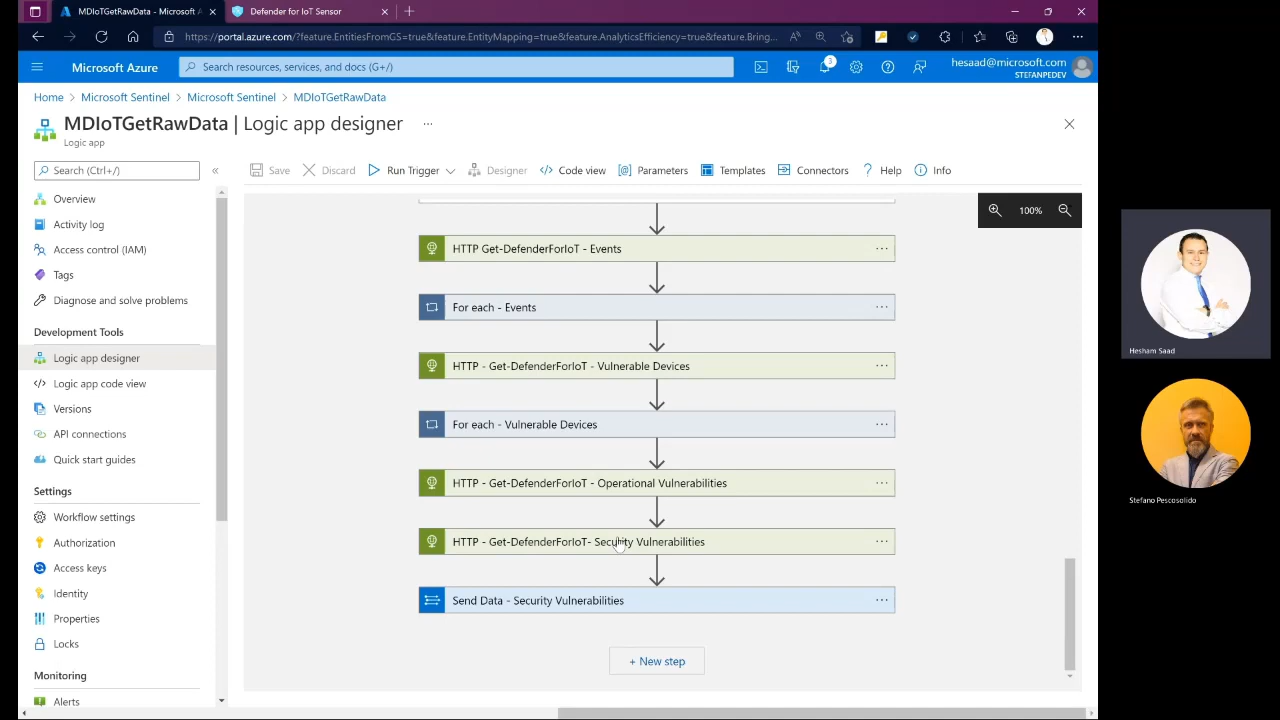 MDIoTGetRawData - Microsoft A
Defender for IoT Sensor
https://portal.azure.com/?feature.EntitiesFromGS=true&feature.EntityMapping=true&feature.AnalyticsEfficiency=true&feature.Bring...
Microsoft Azure
Search resources, services, and docs (G+/)
3
hesaad@microsoft.com
STEFANPEDEV
Home > Microsoft Sentinel > Microsoft Sentinel > MDIoTGetRawData
MDIoTGetRawData | Logic app designer ...
Logic app
Search (Ctrl+/)
Overview
Activity log
Access control (IAM)
Tags
Diagnose and solve problems
Development Tools
Logic app designer
Logic app code view
Versions
API connections
Quick start guides
Settings
Workflow settings
Authorization
Access keys
Identity
Properties
Locks
Monitoring
Alerts
Save Discard Run Trigger Designer Code view Parameters Templates Connectors Help Info
100%
HTTP Get-DefenderForIoT - Events
For each - Events
HTTP - Get-DefenderForIoT - Vulnerable Devices
For each - Vulnerable Devices
HTTP - Get-DefenderForIoT - Operational Vulnerabilities
HTTP - Get-DefenderForIoT- Security Vulnerabilities
Send Data - Security Vulnerabilities
+ New step
Hesham Saad
Stefano Pescosolido